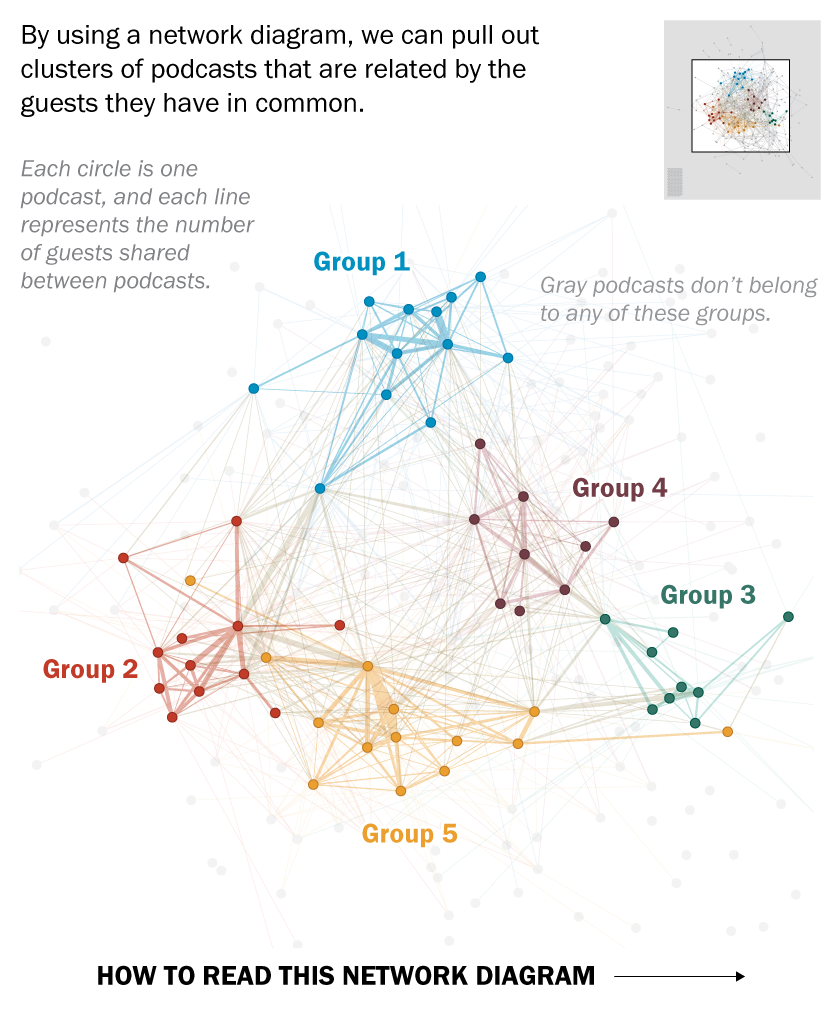 By using a network diagram, we can pull out
clusters of podcasts that are related by the
guests they have in common.
Each circle is one
podcast, and each line
represents the number
of guests shared
between podcasts.
Group 1
Gray podcasts don’t belong
to any of these groups.
Group 4
Group 3
Group 2
Group 5
HOW TO READ THIS NETWORK DIAGRAM